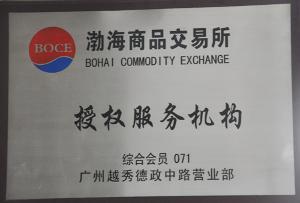 BOCE
渤海商品交易所
BOHAI COMMODITY EXCHANGE
授权服务机构
综合会员 071
广州越秀德政中路营业部